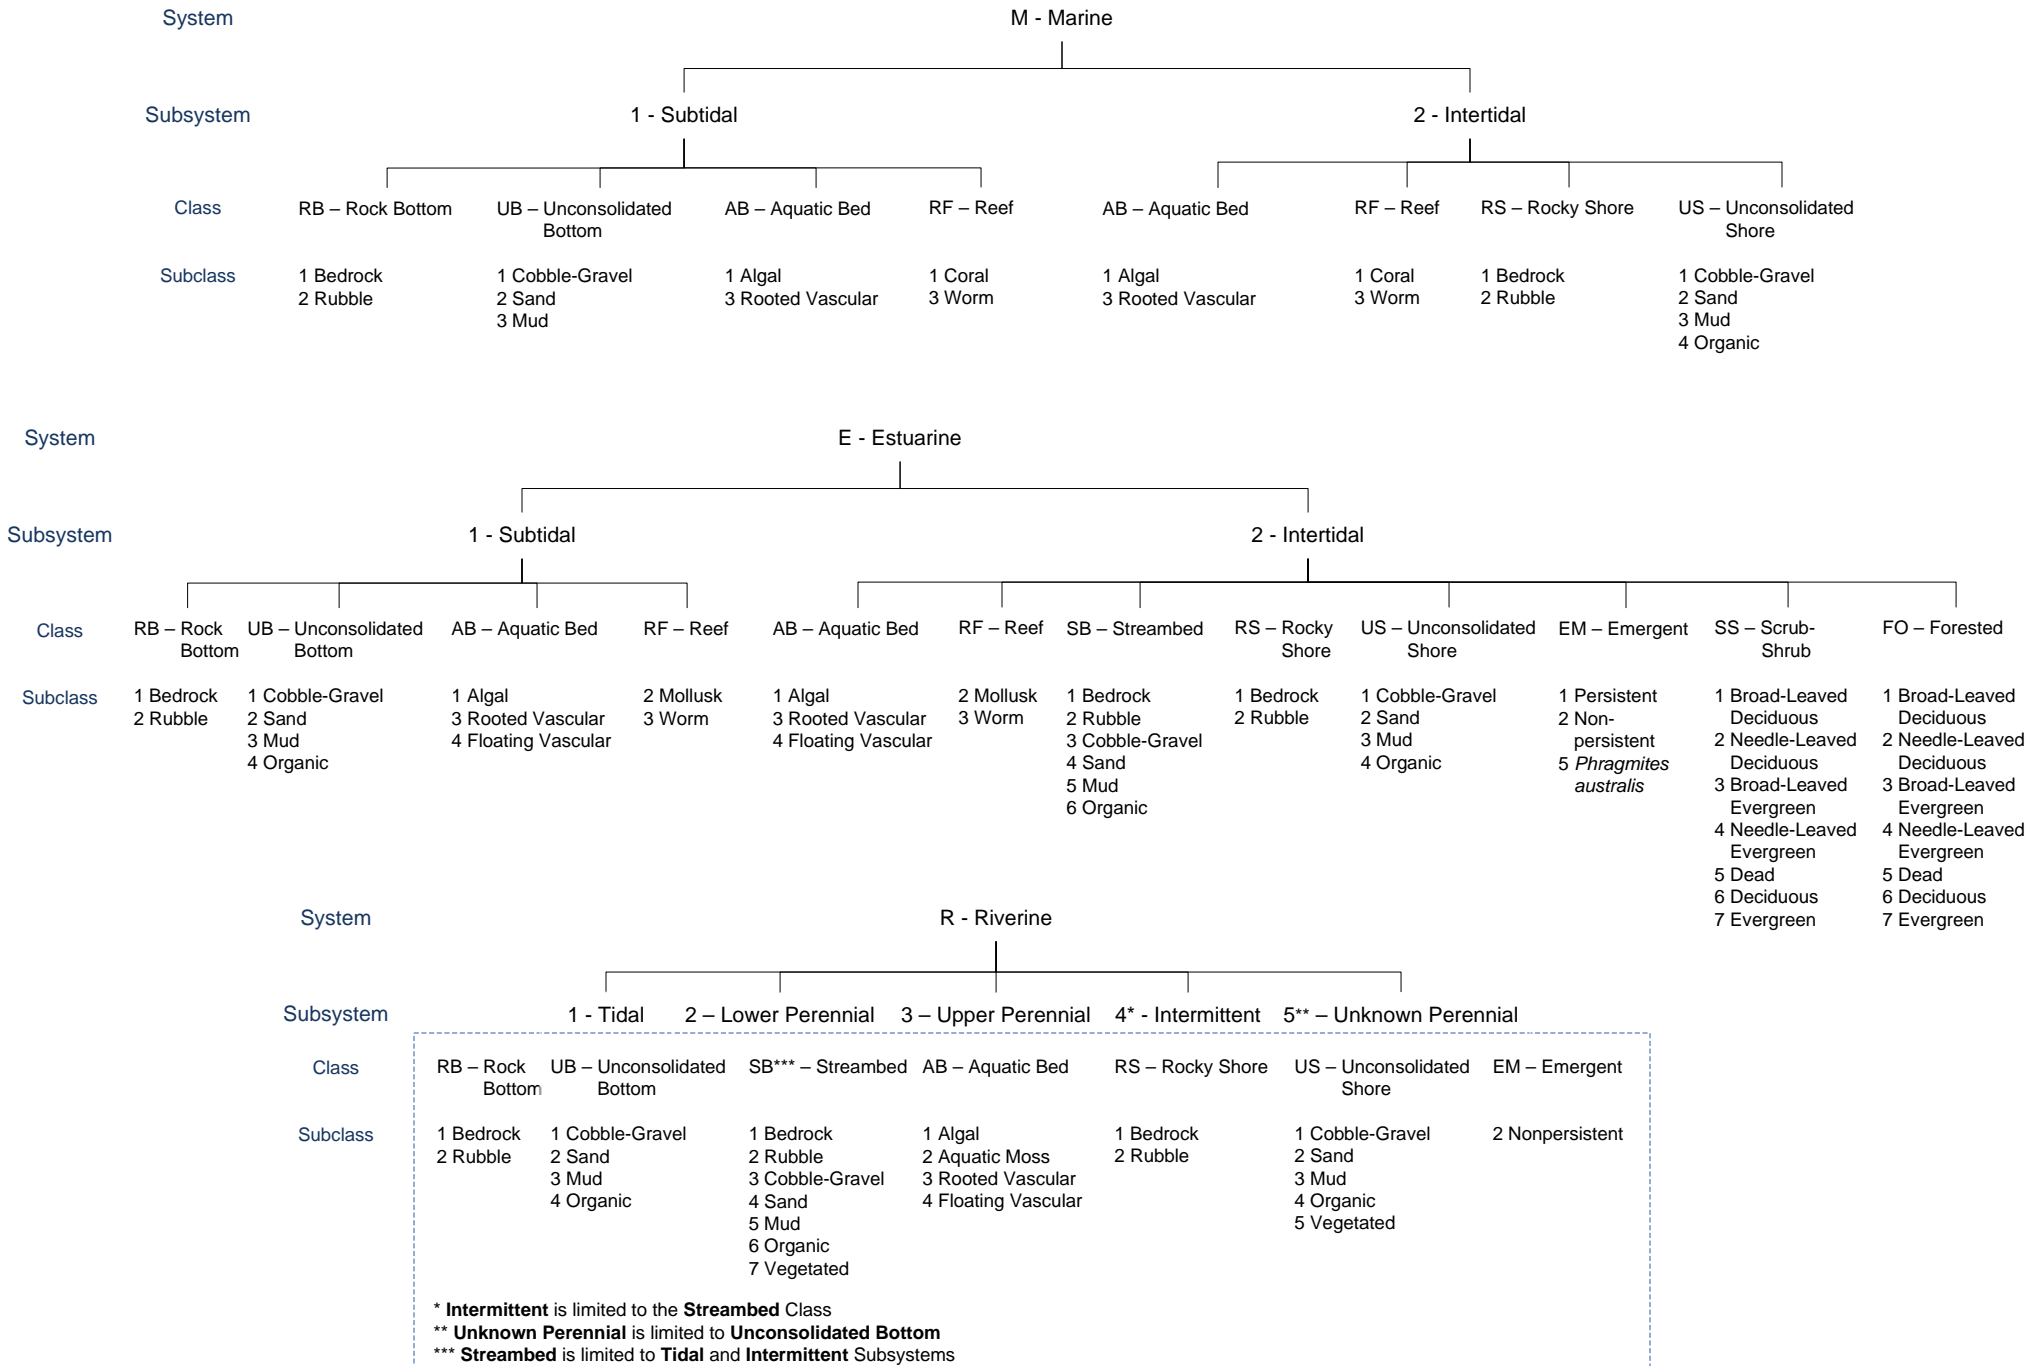 System
M - Marine
Subsystem
1 - Subtidal
2 - Intertidal
Class
RB – Rock Bottom
UB – Unconsolidated
Bottom
AB – Aquatic Bed
RF – Reef
AB – Aquatic Bed
RF – Reef
RS – Rocky Shore
US – Unconsolidated
Shore
Subclass
1 Bedrock
2 Rubble
1 Cobble-Gravel
2 Sand
3 Mud
1 Algal
3 Rooted Vascular
1 Coral
3 Worm
1 Algal
3 Rooted Vascular
1 Coral
3 Worm
1 Bedrock
2 Rubble
1 Cobble-Gravel
2 Sand
3 Mud
4 Organic
System
E - Estuarine
Subsystem
1 - Subtidal
2 - Intertidal
Class
RB – Rock
Bottom
UB – Unconsolidated
Bottom
AB – Aquatic Bed
RF – Reef
AB – Aquatic Bed
RF – Reef
SB – Streambed
RS – Rocky
Shore
US – Unconsolidated
Shore
EM – Emergent
SS – Scrub-
Shrub
FO – Forested
Subclass
1 Bedrock
2 Rubble
1 Cobble-Gravel
2 Sand
3 Mud
4 Organic
1 Algal
3 Rooted Vascular
4 Floating Vascular
2 Mollusk
3 Worm
1 Algal
3 Rooted Vascular
4 Floating Vascular
2 Mollusk
3 Worm
1 Bedrock
2 Rubble
3 Cobble-Gravel
4 Sand
5 Mud
6 Organic
1 Bedrock
2 Rubble
1 Cobble-Gravel
2 Sand
3 Mud
4 Organic
1 Persistent
2 Non-
persistent
5 Phragmites
australis
1 Broad-Leaved
Deciduous
2 Needle-Leaved
Deciduous
3 Broad-Leaved
Evergreen
4 Needle-Leaved
Evergreen
5 Dead
6 Deciduous
7 Evergreen
1 Broad-Leaved
Deciduous
2 Needle-Leaved
Deciduous
3 Broad-Leaved
Evergreen
4 Needle-Leaved
Evergreen
5 Dead
6 Deciduous
7 Evergreen
System
R - Riverine
Subsystem
1 - Tidal
2 – Lower Perennial
3 – Upper Perennial
4* - Intermittent
5** – Unknown Perennial
Class
RB – Rock
Bottom
UB – Unconsolidated
Bottom
SB*** – Streambed
AB – Aquatic Bed
RS – Rocky Shore
US – Unconsolidated
Shore
EM – Emergent
Subclass
1 Bedrock
2 Rubble
1 Cobble-Gravel
2 Sand
3 Mud
4 Organic
1 Bedrock
2 Rubble
3 Cobble-Gravel
4 Sand
5 Mud
6 Organic
7 Vegetated
1 Algal
2 Aquatic Moss
3 Rooted Vascular
4 Floating Vascular
1 Bedrock
2 Rubble
1 Cobble-Gravel
2 Sand
3 Mud
4 Organic
5 Vegetated
2 Nonpersistent
* Intermittent is limited to the Streambed Class
** Unknown Perennial is limited to Unconsolidated Bottom
*** Streambed is limited to Tidal and Intermittent Subsystems